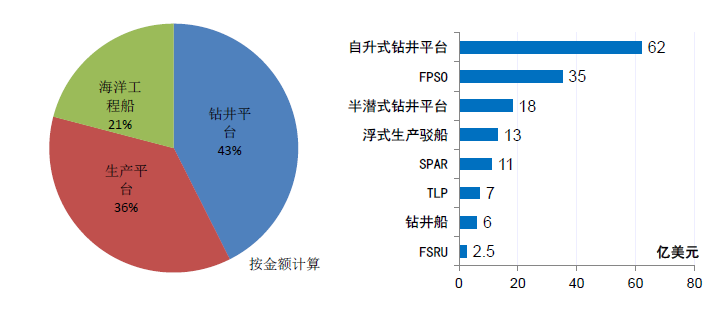 海洋工
程船
21%
钻井平
台
43%
生产平
台
36%
按金额计算
自升式钻井平台 62
FPSO 35
半潜式钻井平台 18
浮式生产驳船 13
SPAR 11
TLP 7
钻井船 6
FSRU 2.5
亿美元
0 20 40 60 80